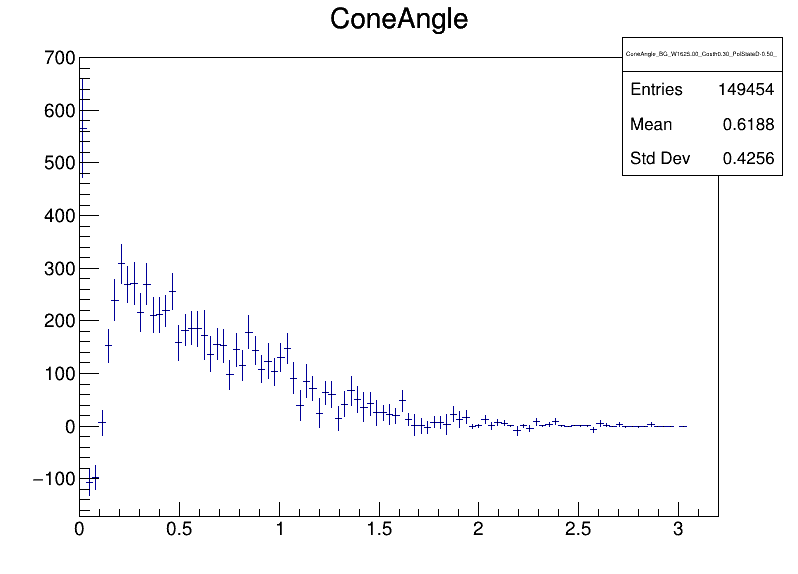 ConeAngle
ConeAngle_BG_W1625.00_Costh0.30_PolStateD-0.50_
Entries 149454
Mean 0.6188
Std Dev 0.4256
700
600
500
400
300
200
100
0
−100
0 0.5 1 1.5 2 2.5 3